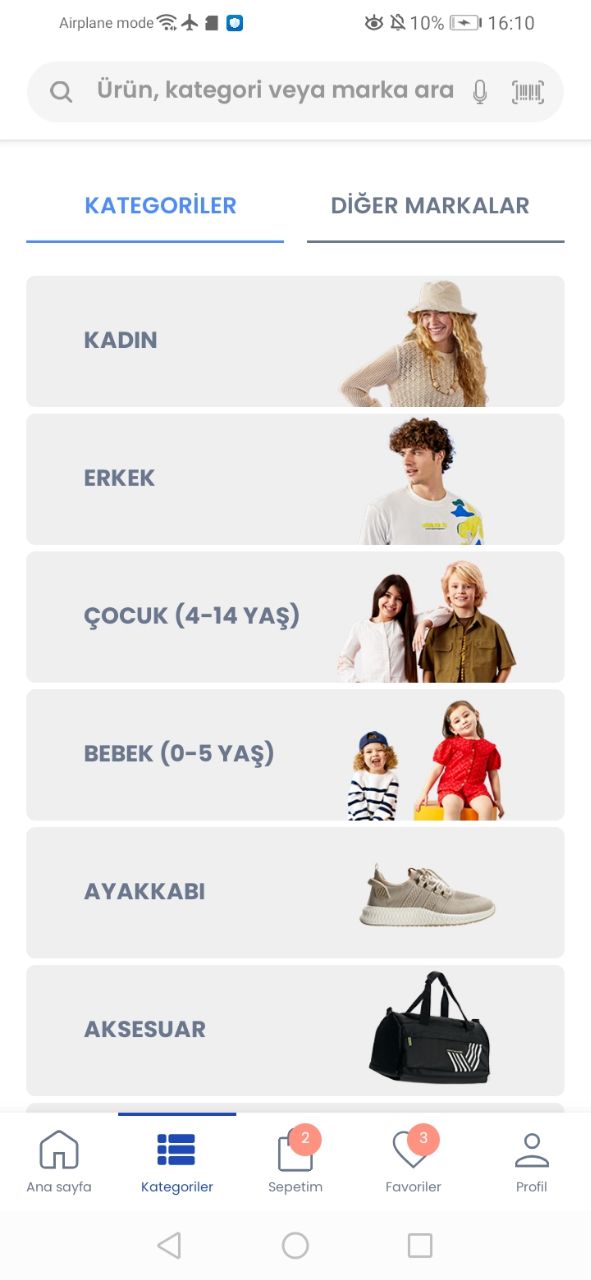 Airplane mode 10% 16:10
Ürün, kategori veya marka ara
KATEGORİLER DİĞER MARKALAR
KADIN
ERKEK
ÇOCUK (4-14 YAŞ)
BEBEK (0-5 YAŞ)
AYAKKABI
AKSESUAR
2 3
Ana sayfa Kategoriler Sepetim Favoriler Profil